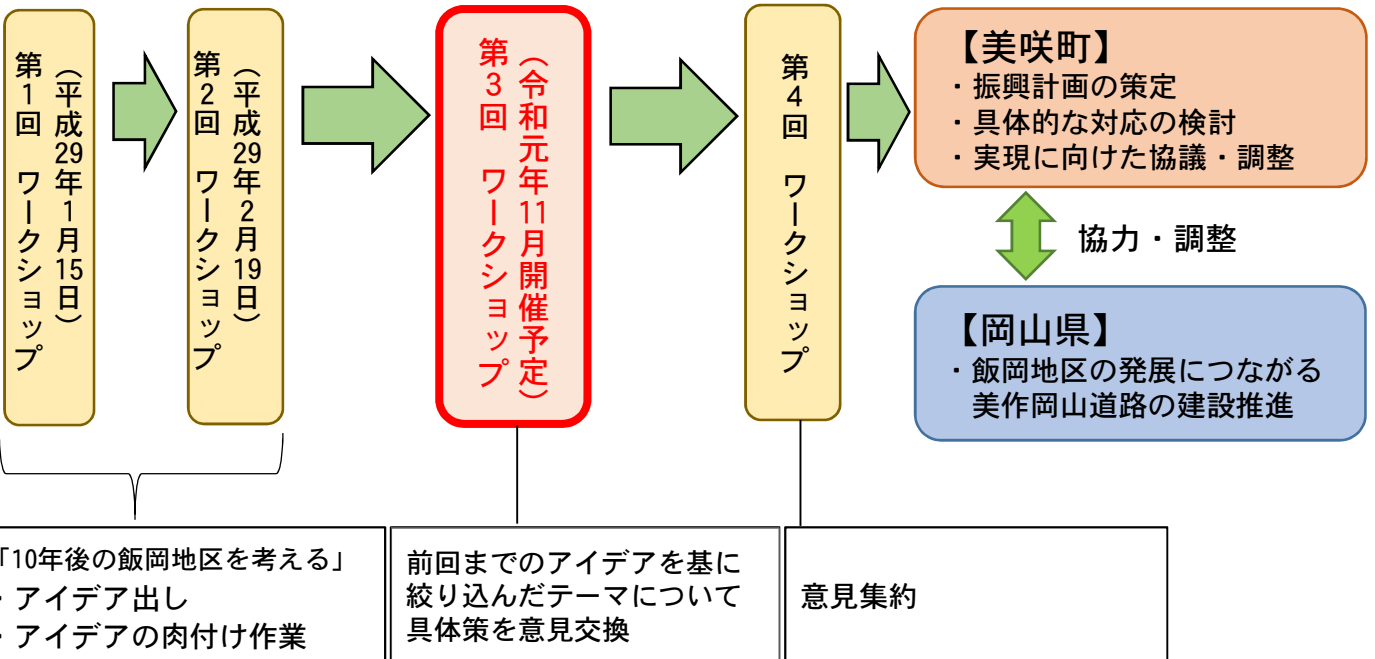 第1回 ワークショップ
（平成29年1月15日）
第2回 ワークショップ
（平成29年2月19日）
第3回 ワークショップ
（令和元年11月開催予定）
第4回 ワークショップ
【美咲町】
・振興計画の策定
・具体的な対応の検討
・実現に向けた協議・調整
協力・調整
【岡山県】
・飯岡地区の発展につながる
美作岡山道路の建設推進
「10年後の飯岡地区を考える」
・アイデア出し
・アイデアの肉付け作業
前回までのアイデアを基に
絞り込んだテーマについて
具体策を意見交換
意見集約